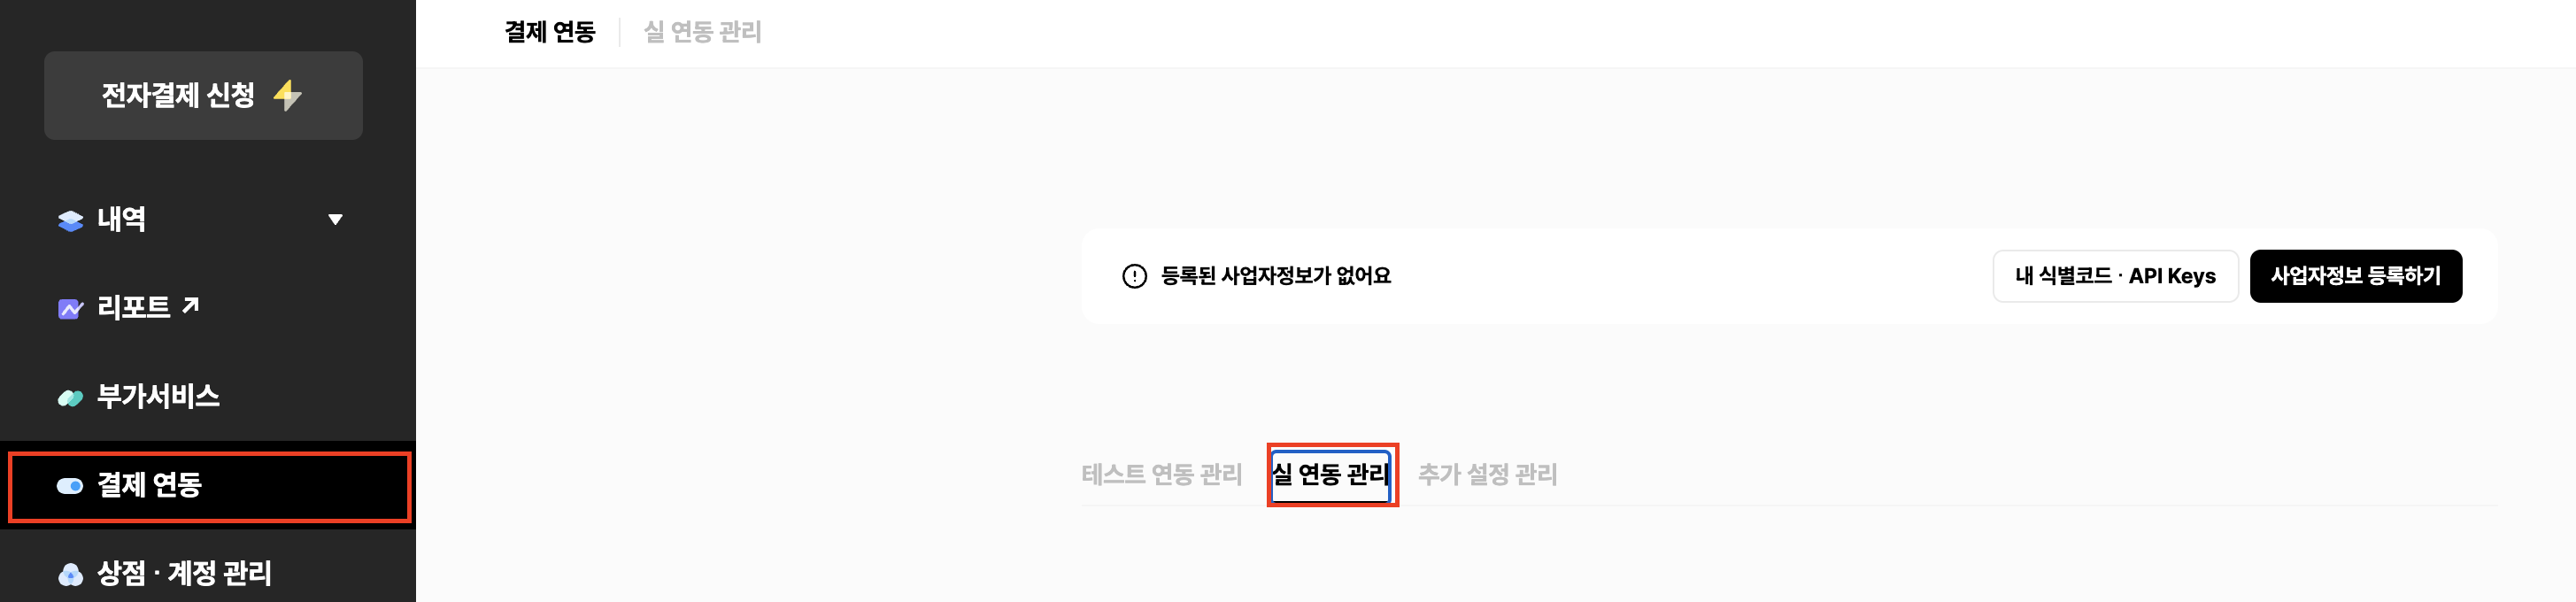 전자결제 신청
내역
리포트
부가서비스
결제 연동
상점 · 계정 관리
결제 연동
실 연동 관리
등록된 사업자정보가 없어요
내 식별코드 · API Keys
사업자정보 등록하기
테스트 연동 관리
실 연동 관리
추가 설정 관리